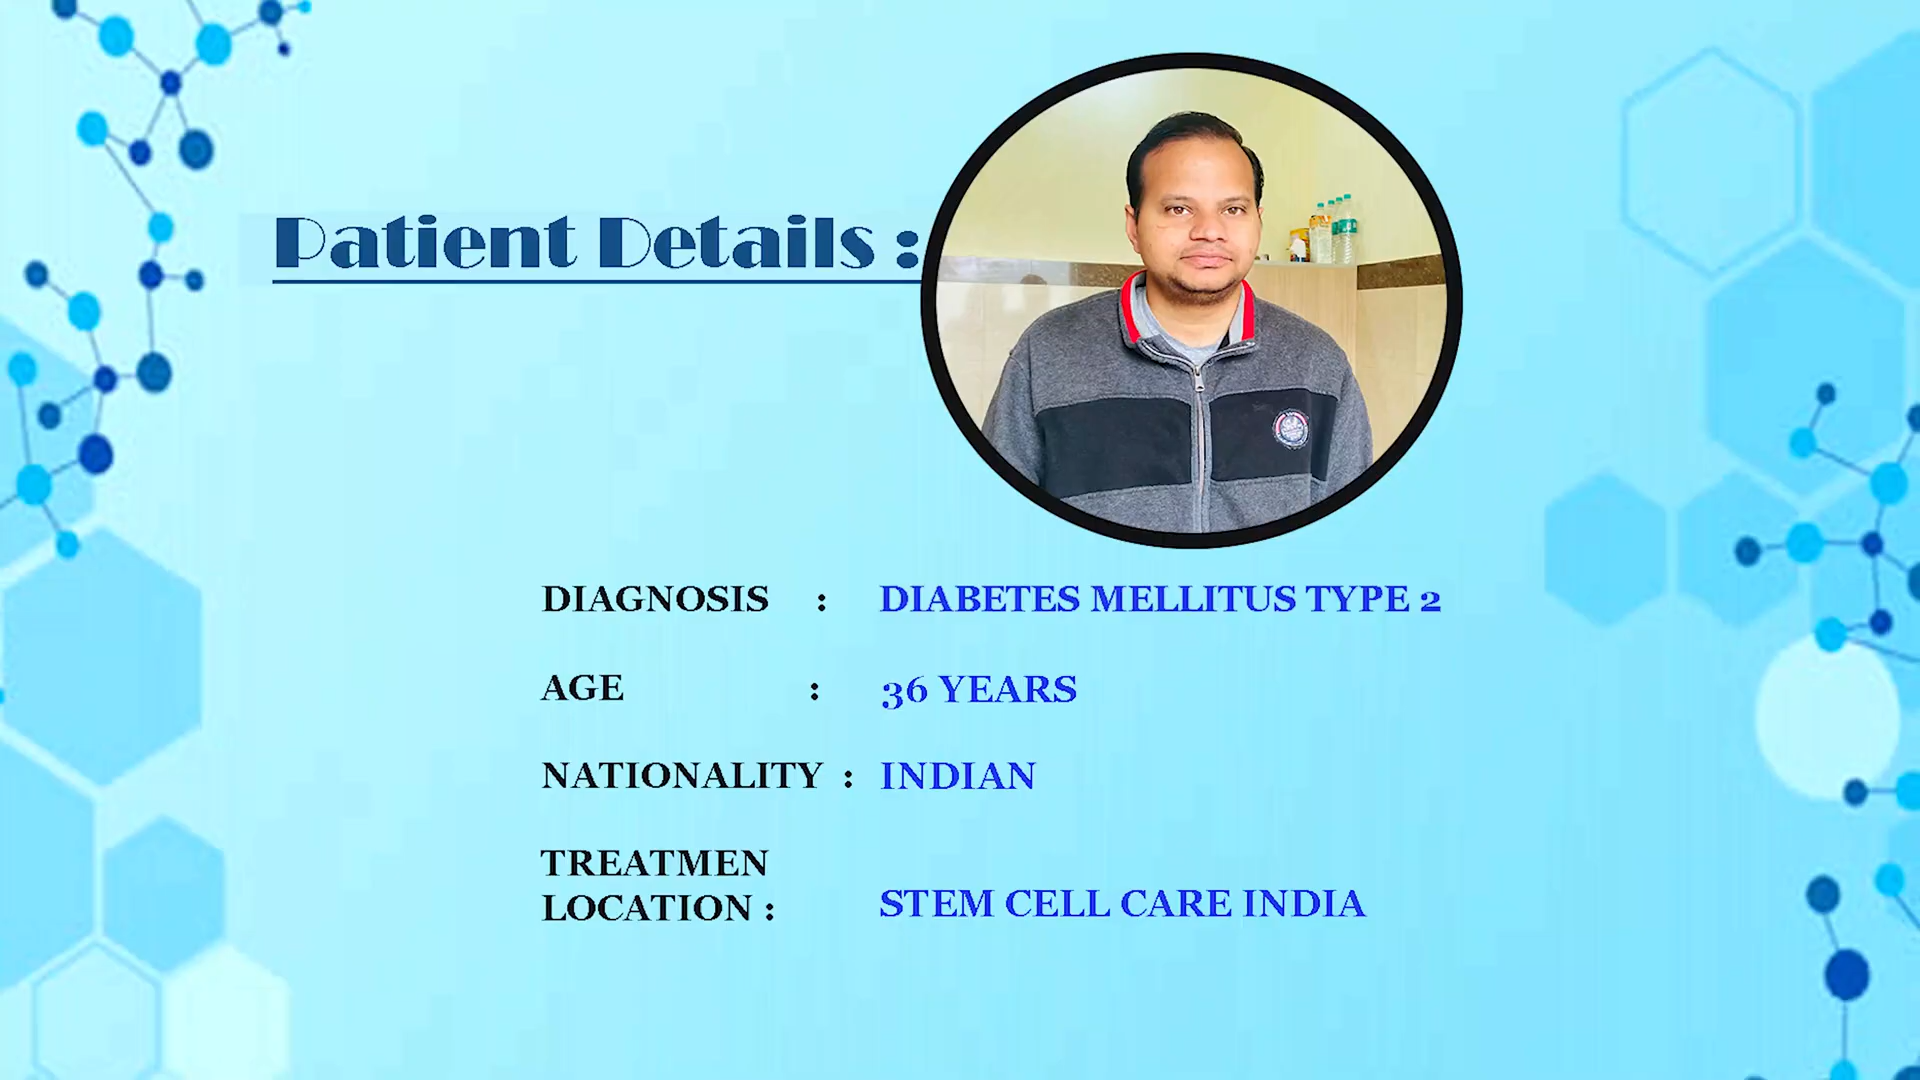 Patient Details :
DIAGNOSIS : DIABETES MELLITUS TYPE 2
AGE : 36 YEARS
NATIONALITY : INDIAN
TREATMEN
LOCATION : STEM CELL CARE INDIA